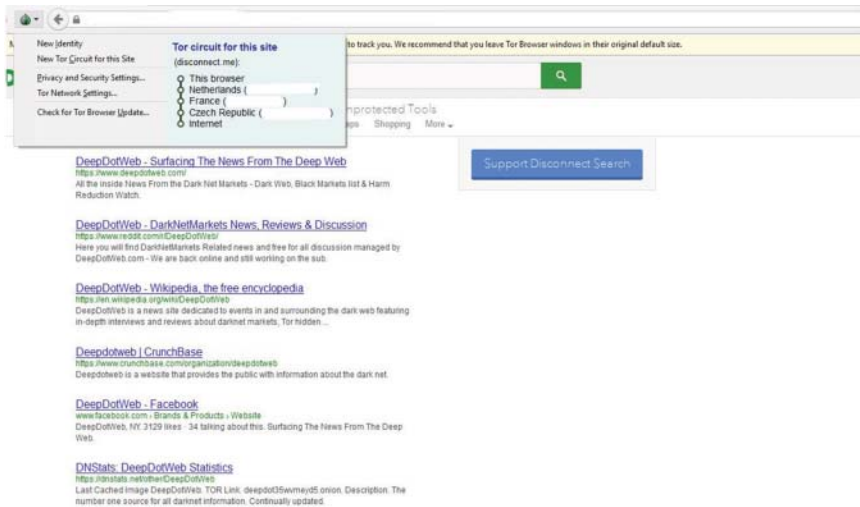 New Identity
New Tor Circuit for this Site
Privacy and Security Settings...
Tor Network Settings...
Check for Tor Browser Update...
Tor circuit for this site
(disconnect.me):
This browser
Netherlands ( )
France ( )
Czech Republic ( )
Internet
to track you. We recommend that you leave Tor Browser windows in their original default size.
nprotected Tools
aps Shopping More
Support Disconnect Search
DeepDotWeb - Surfacing The News From The Deep Web
https://www.deepdotweb.com/
All the inside News From the Dark Net Markets - Dark Web, Black Markets list & Harm
Reduction Watch.
DeepDotWeb - DarkNetMarkets News, Reviews & Discussion
https://www.reddit.com/r/DeepDotWeb/
Here you will find DarkNetMarkets Related news and free for all discussion managed by
DeepDotWeb.com - We are back online and still working on the sub.
DeepDotWeb - Wikipedia, the free encyclopedia
https://en.wikipedia.org/wiki/DeepDotWeb
DeepDotWeb is a news site dedicated to events in and surrounding the dark web featuring
in-depth interviews and reviews about darknet markets, Tor hidden ...
Deepdotweb | CrunchBase
https://www.crunchbase.com/organization/deepdotweb
Deepdotweb is a website that provides the public with information about the dark net.
DeepDotWeb - Facebook
www.facebook.com › Brands & Products › Website
DeepDotWeb, NY. 3129 likes · 34 talking about this. Surfacing The News From The Deep
Web.
DNStats: DeepDotWeb Statistics
https://dnstats.net/other/DeepDotWeb
Last Cached Image DeepDotWeb. TOR Link: deepdot35wvmeyd5.onion. Description. The
number one source for all darknet information. Continually updated.